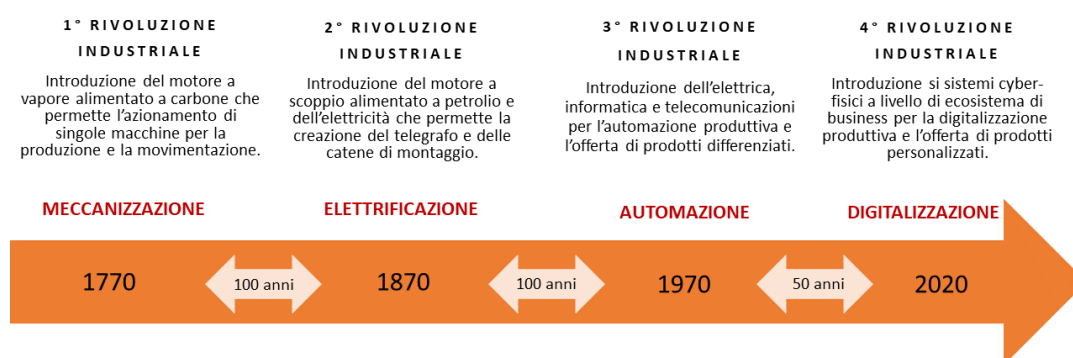 1° RIVOLUZIONE
INDUSTRIALE
Introduzione del motore a
vapore alimentato a carbone che
permette l'azionamento di
singole macchine per la
produzione e la movimentazione.
2° RIVOLUZIONE
INDUSTRIALE
Introduzione del motore a
scoppio alimentato a petrolio e
dell'elettricità che permette la
creazione del telegrafo e delle
catene di montaggio.
3° RIVOLUZIONE
INDUSTRIALE
Introduzione dell'elettrica,
informatica e telecomunicazioni
per l'automazione produttiva e
l'offerta di prodotti differenziati.
4° RIVOLUZIONE
INDUSTRIALE
Introduzione si sistemi cyber-
fisici a livello di ecosistema di
business per la digitalizzazione
produttiva e l'offerta di prodotti
personalizzati.
MECCANIZZAZIONE
ELETTRIFICAZIONE
AUTOMAZIONE
DIGITALIZZAZIONE
1770
100 anni
1870
100 anni
1970
50 anni
2020